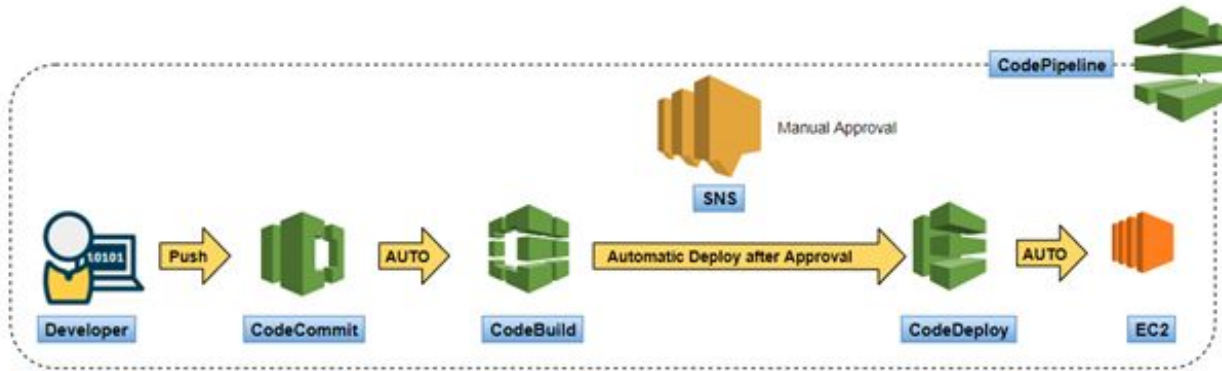 CodePipeline
Manual Approval
SNS
10101
Push
AUTO
Automatic Deploy after Approval
AUTO
Developer
CodeCommit
CodeBuild
CodeDeploy
EC2